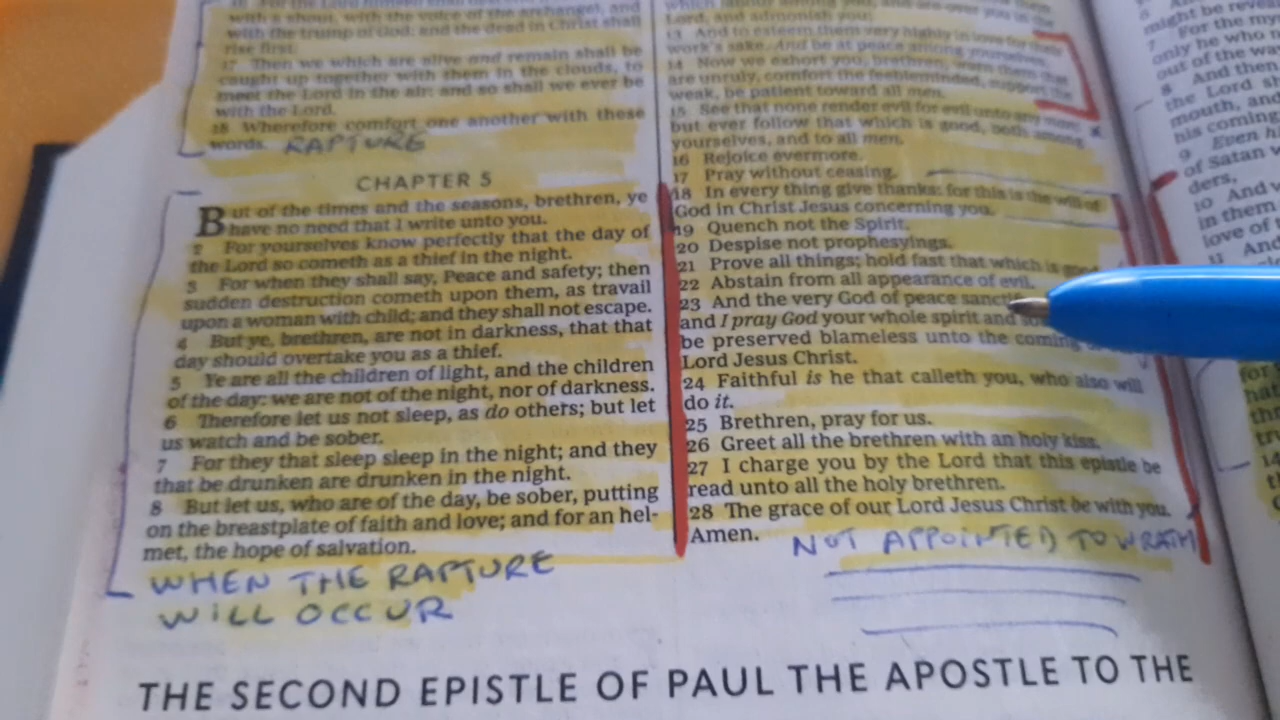 with a shout, with the voice of the archangel, and
with the trump of God: and the dead in Christ shall
rise first:
17 Then we which are alive and remain shall be
caught up together with them in the clouds, to
meet the Lord in the air: and so shall we ever be
with the Lord.
18 Wherefore comfort one another with these
words. RAPTURE
CHAPTER 5
But of the times and the seasons, brethren, ye
have no need that I write unto you.
2 For yourselves know perfectly that the day of
the Lord so cometh as a thief in the night.
3 For when they shall say, Peace and safety; then
sudden destruction cometh upon them, as travail
upon a woman with child; and they shall not escape.
4 But ye, brethren, are not in darkness, that that
day should overtake you as a thief.
5 Ye are all the children of light, and the children
of the day: we are not of the night, nor of darkness.
6 Therefore let us not sleep, as do others; but let
us watch and be sober.
7 For they that sleep sleep in the night; and they
that be drunken are drunken in the night.
8 But let us, who are of the day, be sober, putting
on the breastplate of faith and love; and for an hel-
met, the hope of salvation.
WHEN THE RAPTURE
WILL OCCUR
Lord, and admonish you;
13 And to esteem them very highly in love for their
work's sake. And be at peace among yourselves.
14 Now we exhort you, brethren, warn them that
are unruly, comfort the feebleminded, support the
weak, be patient toward all men.
15 See that none render evil for evil unto any man;
but ever follow that which is good, both among
yourselves, and to all men.
16 Rejoice evermore.
17 Pray without ceasing.
18 In every thing give thanks: for this is the will of
God in Christ Jesus concerning you.
19 Quench not the Spirit.
20 Despise not prophesyings.
21 Prove all things; hold fast that which is
22 Abstain from all appearance of evil.
23 And the very God of peace
and I pray God your whole spirit and
be preserved blameless unto the coming
Lord Jesus Christ.
24 Faithful is he that calleth you, who also will
do it.
25 Brethren, pray for us.
26 Greet all the brethren with an holy kiss.
27 I charge you by the Lord that this epistle be
read unto all the holy brethren.
28 The grace of our Lord Jesus Christ be with you.
Amen.
NOT APPOINTED TO WRATH
THE SECOND EPISTLE OF PAUL THE APOSTLE TO THE
might be
7 For the my
only he who
out of the wa
8 And then
the Lord
mouth, and
his coming
9 Even
of Satan
ders,
10 And
in them
love of
11